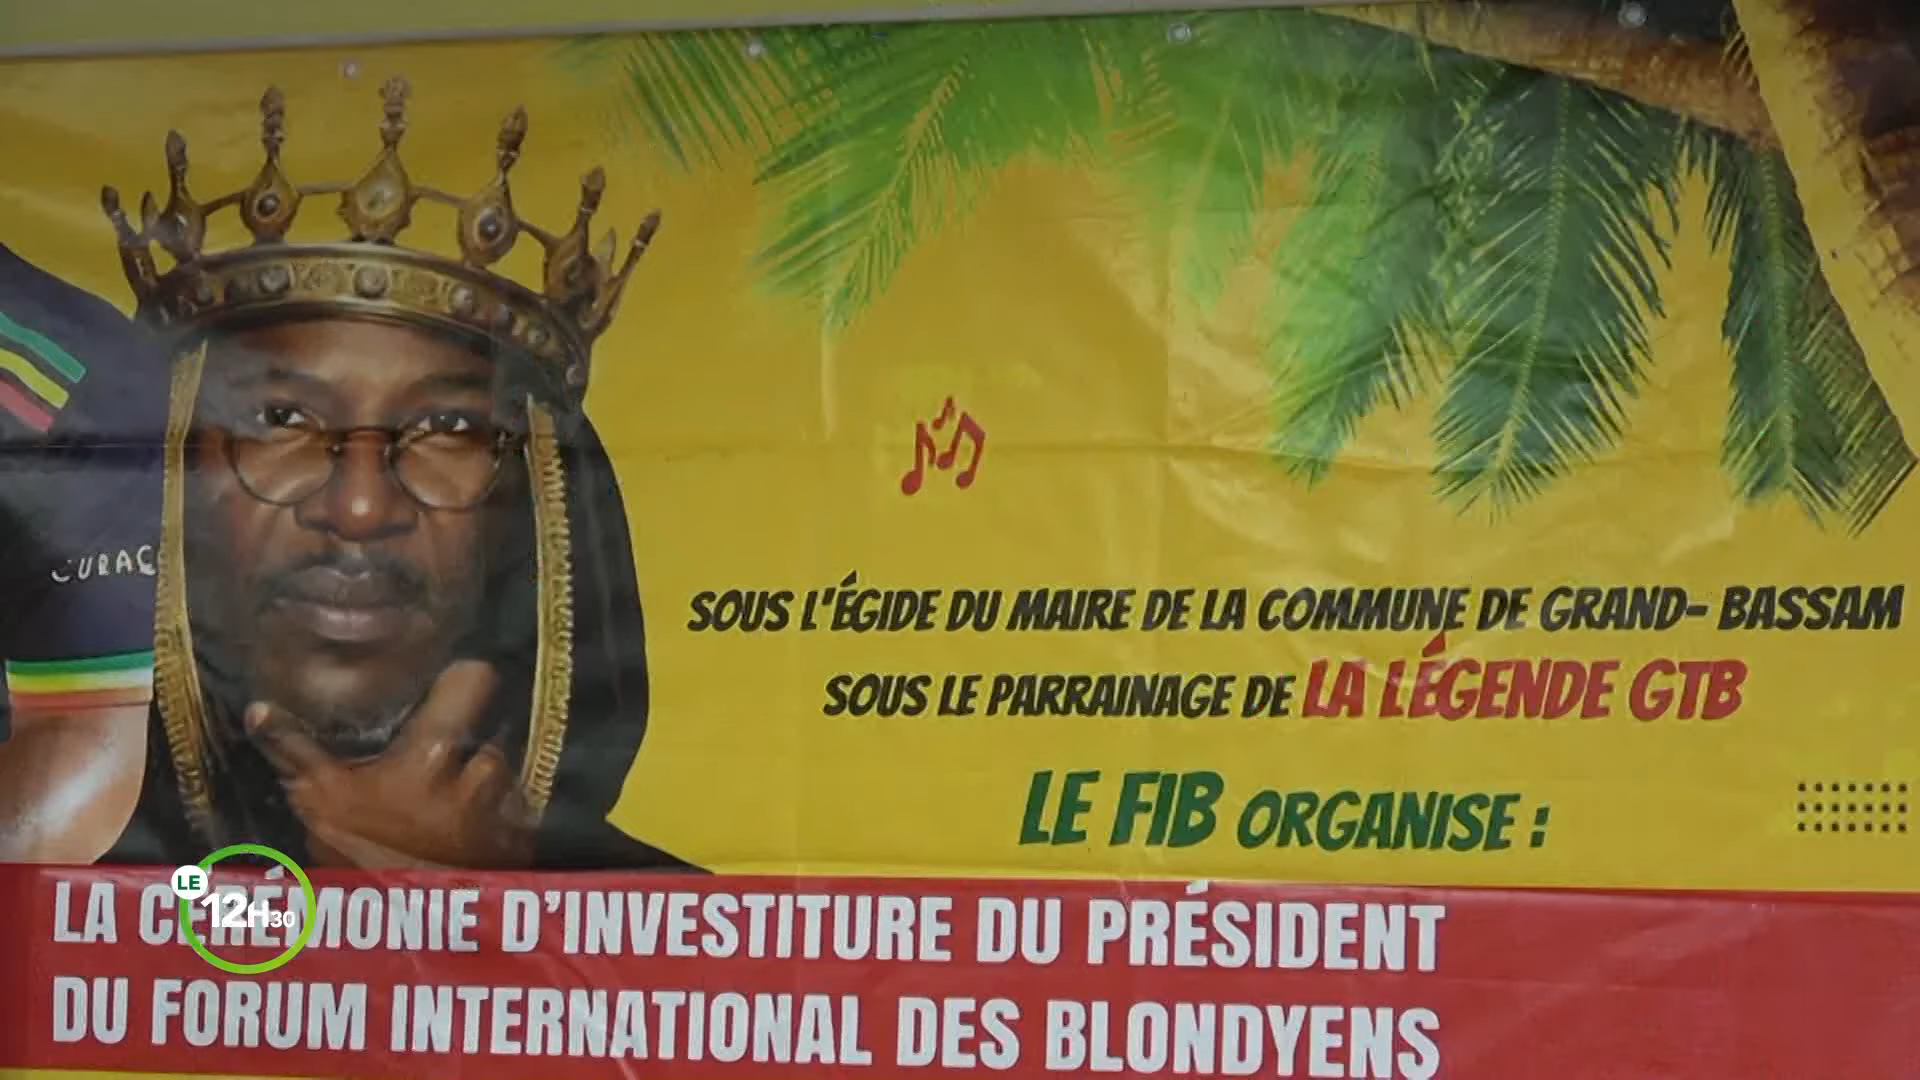 SOUS L'ÉGIDE DU MAIRE DE LA COMMUNE DE GRAND- BASSAM
SOUS LE PARRAINAGE DE LA LÉGENDE GTB
LE FIB ORGANISE :
LA CÉRÉMONIE D'INVESTITURE DU PRÉSIDENT
DU FORUM INTERNATIONAL DES BLONDYENS
LE
12H30